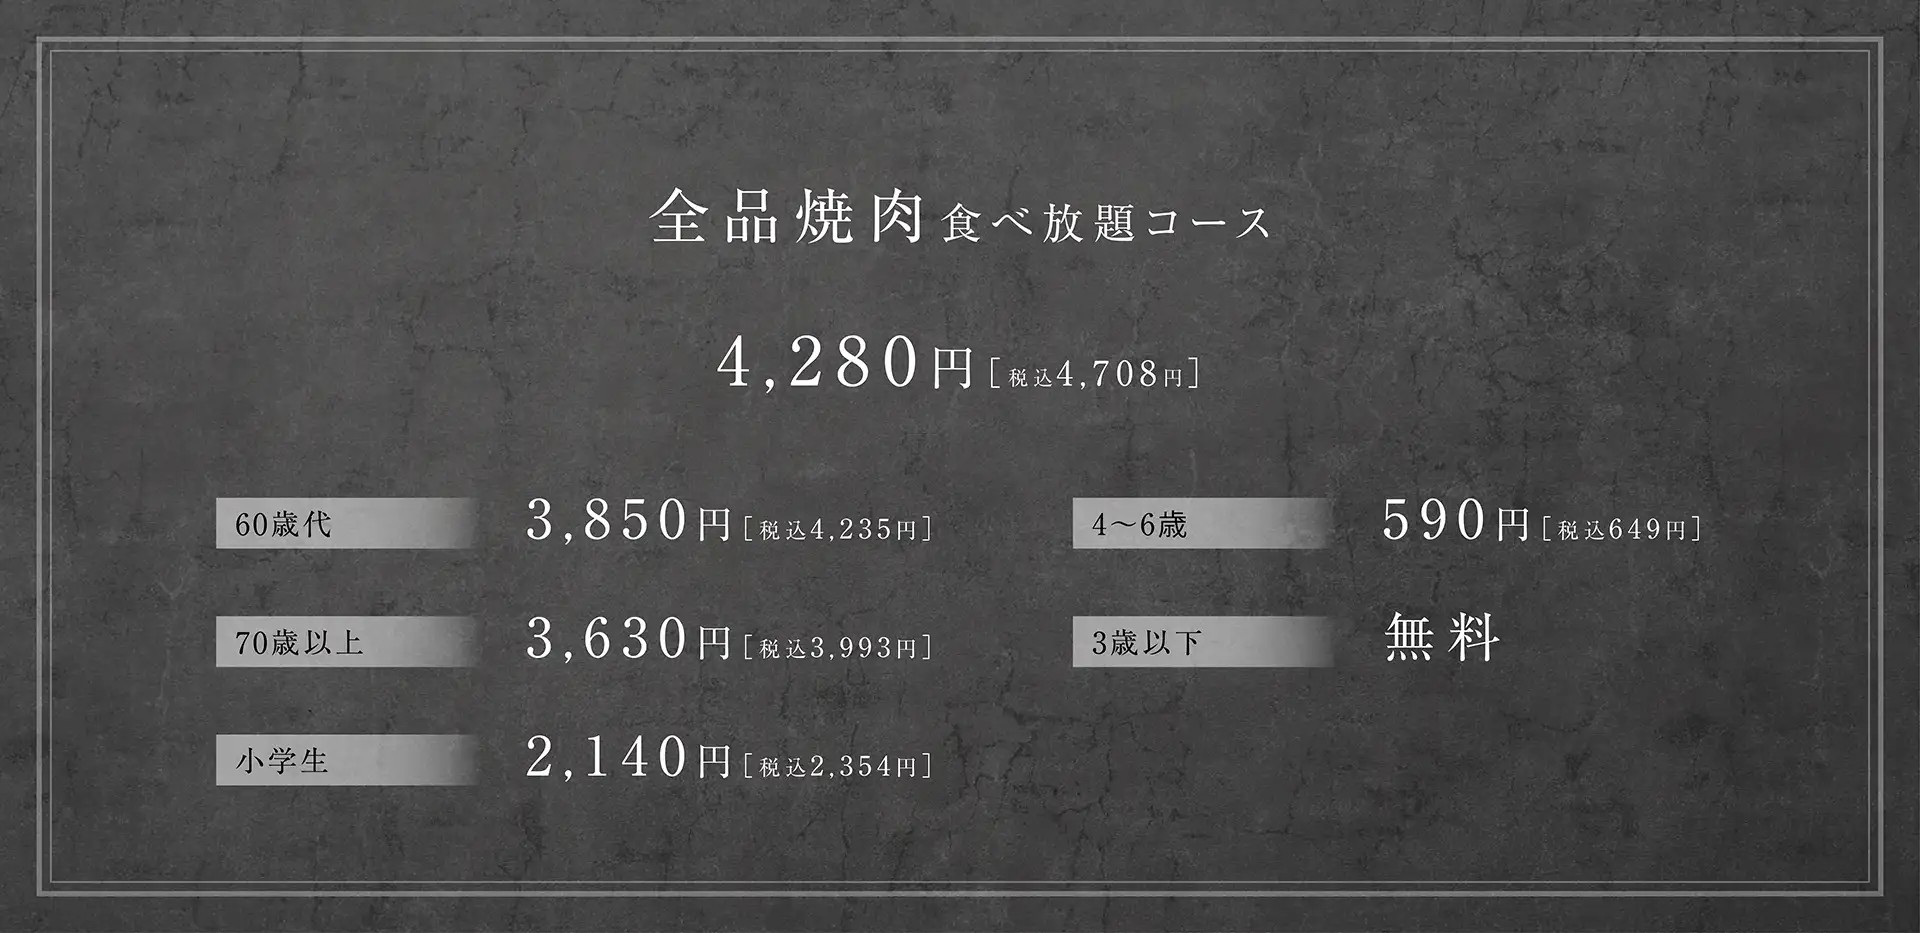 全品焼肉食べ放題コース
4,280円[税込4,708円]
60歳代 3,850円[税込4,235円]
70歳以上 3,630円[税込3,993円]
小学生 2,140円[税込2,354円]
4〜6歳 590円[税込649円]
3歳以下 無料